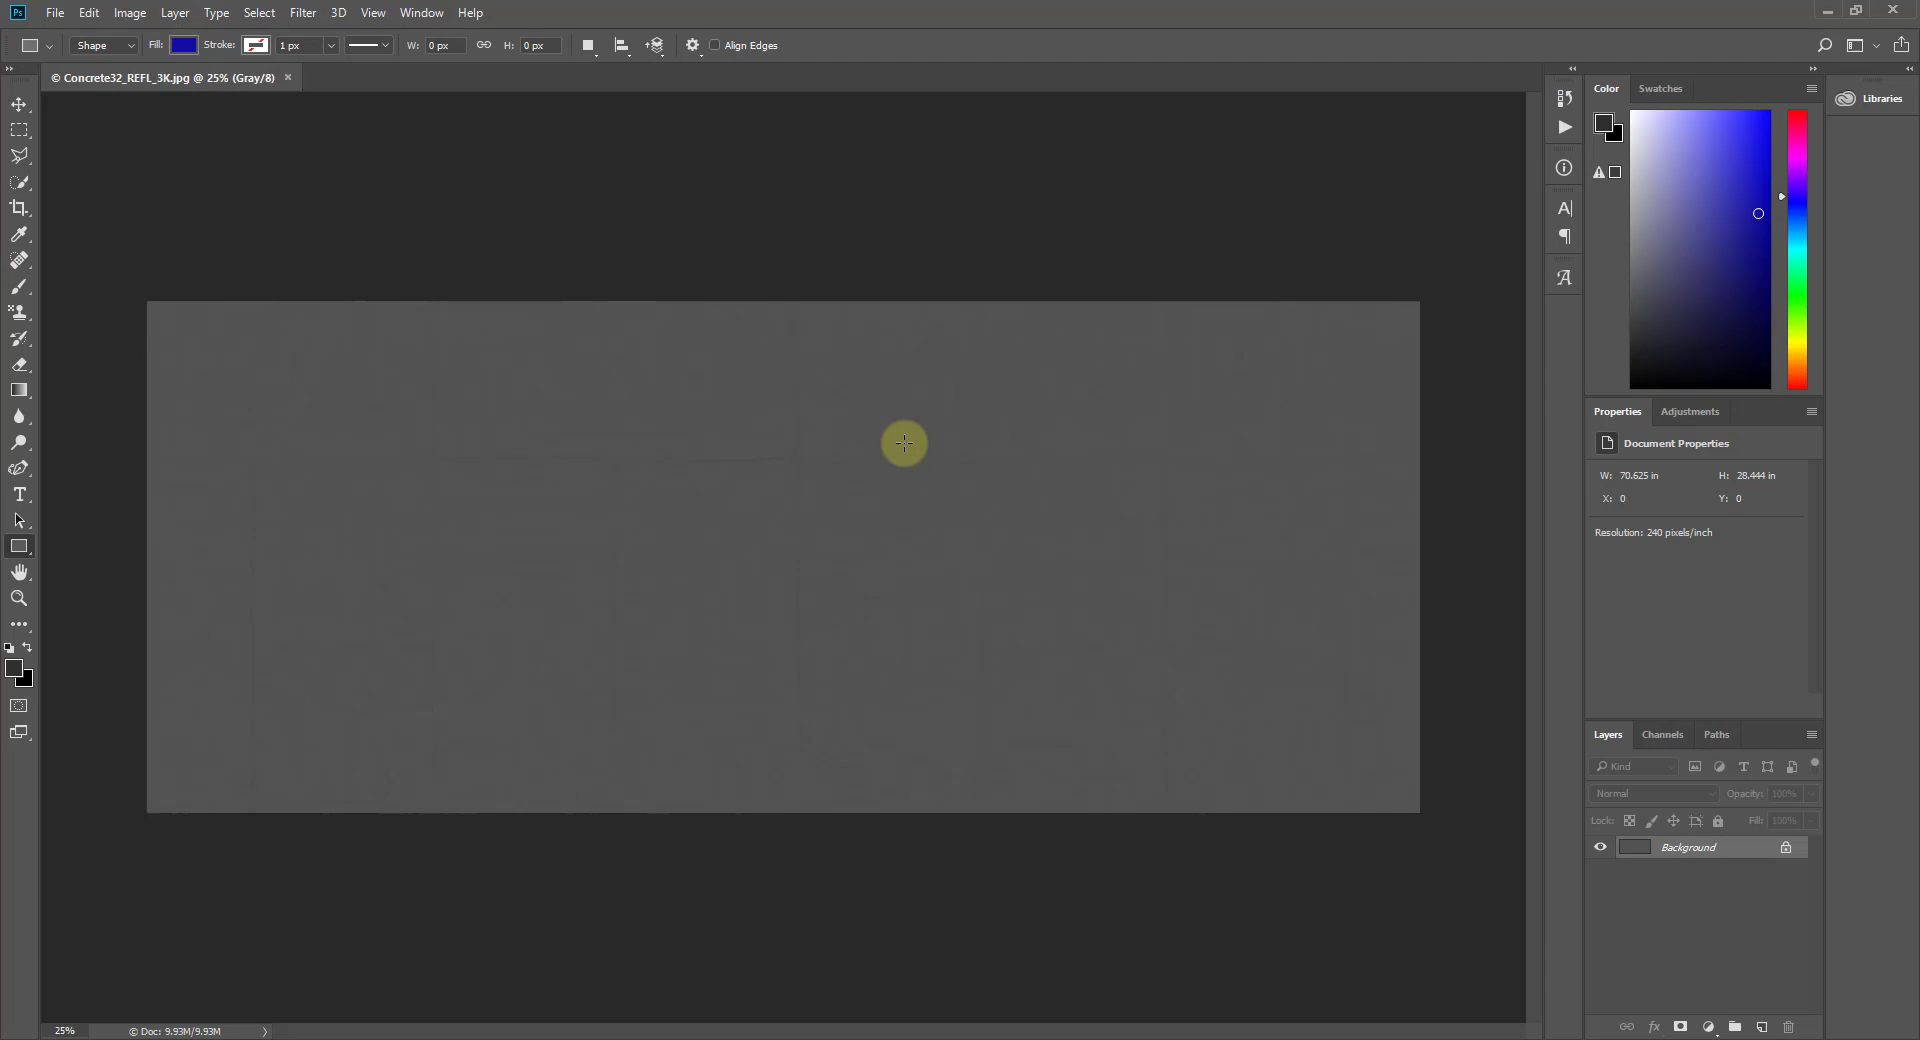 Ps File Edit Image Layer Type Select Filter 3D View Window Help
Shape Fill: Stroke: 1 px W: 0 px H: 0 px Align Edges
© Concrete32_REFL_3K.jpg @ 25% (Gray/8) ×
Color Swatches
Libraries
Properties Adjustments
Document Properties
W: 70.625 in H: 28.444 in
X: 0 Y: 0
Resolution: 240 pixels/inch
Layers Channels Paths
Kind
Normal Opacity: 100%
Lock: Fill: 100%
Background
25% © Doc: 9.93M/9.93M